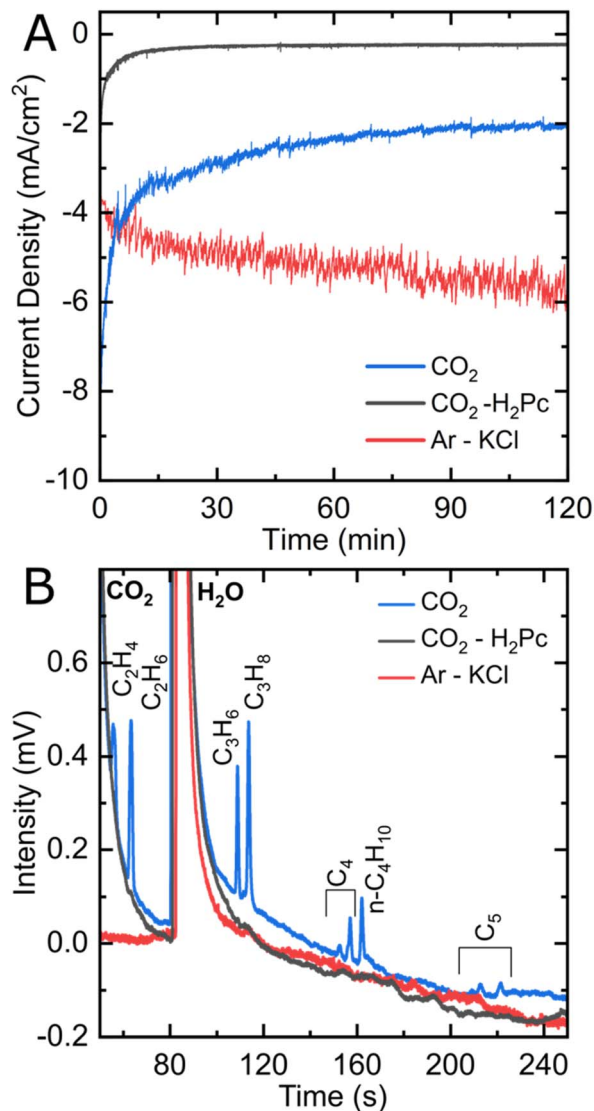 A
0
-2
-4
-6
-8
-10
Current Density (mA/cm²)
CO₂
CO₂ -H₂Pc
Ar - KCl
0 30 60 90 120
Time (min)
B
CO₂ H₂O
CO₂
CO₂ - H₂Pc
Ar - KCl
0.6
0.4
0.2
0.0
-0.2
Intensity (mV)
C₂H₄
C₂H₆
C₃H₆
C₃H₈
C₄
n-C₄H₁₀
C₅
80 120 160 200 240
Time (s)